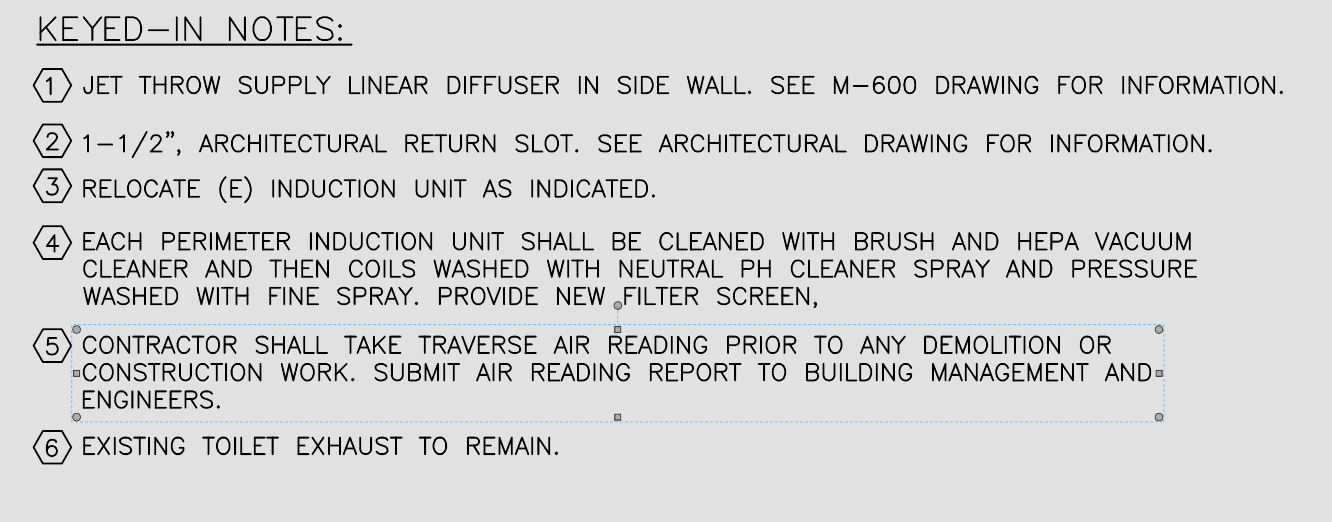 KEYED-IN NOTES:
1 JET THROW SUPPLY LINEAR DIFFUSER IN SIDE WALL. SEE M-600 DRAWING FOR INFORMATION.
2 1-1/2", ARCHITECTURAL RETURN SLOT. SEE ARCHITECTURAL DRAWING FOR INFORMATION.
3 RELOCATE (E) INDUCTION UNIT AS INDICATED.
4 EACH PERIMETER INDUCTION UNIT SHALL BE CLEANED WITH BRUSH AND HEPA VACUUM
CLEANER AND THEN COILS WASHED WITH NEUTRAL PH CLEANER SPRAY AND PRESSURE
WASHED WITH FINE SPRAY. PROVIDE NEW FILTER SCREEN,
5 CONTRACTOR SHALL TAKE TRAVERSE AIR READING PRIOR TO ANY DEMOLITION OR
CONSTRUCTION WORK. SUBMIT AIR READING REPORT TO BUILDING MANAGEMENT AND
ENGINEERS.
6 EXISTING TOILET EXHAUST TO REMAIN.